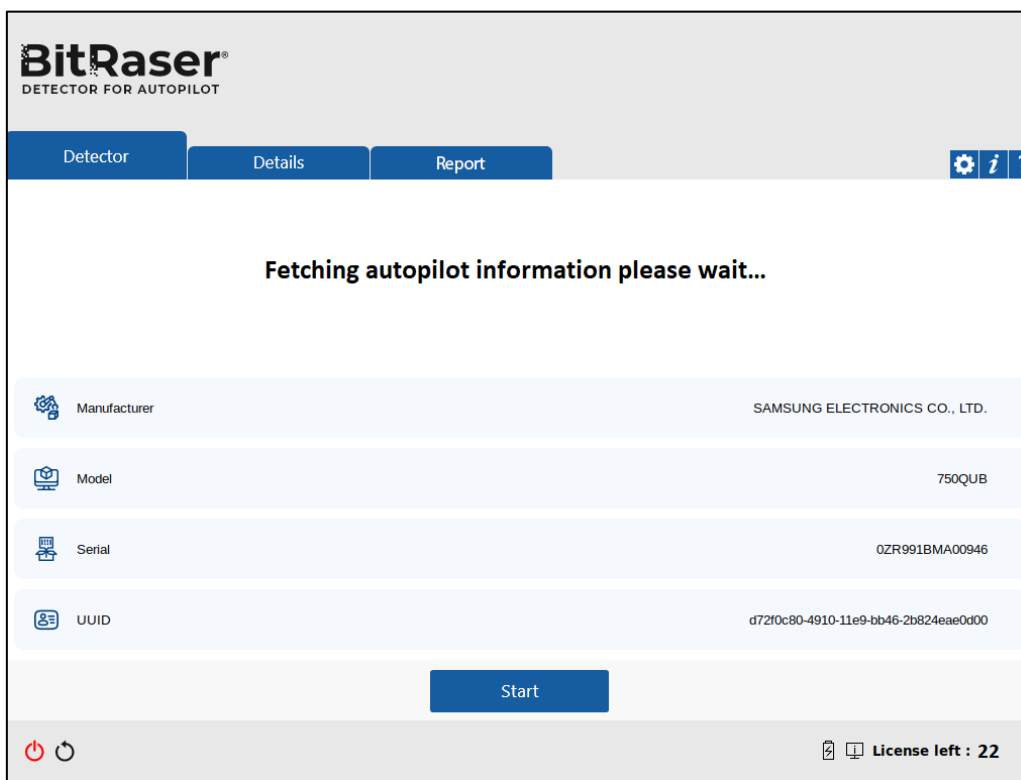 BitRaser®
DETECTOR FOR AUTOPILOT
Detector Details Report
Fetching autopilot information please wait...
Manufacturer SAMSUNG ELECTRONICS CO., LTD.
Model 750QUB
Serial 0ZR991BMA00946
UUID d72f0c80-4910-11e9-bb46-2b824eae0d00
Start
License left : 22